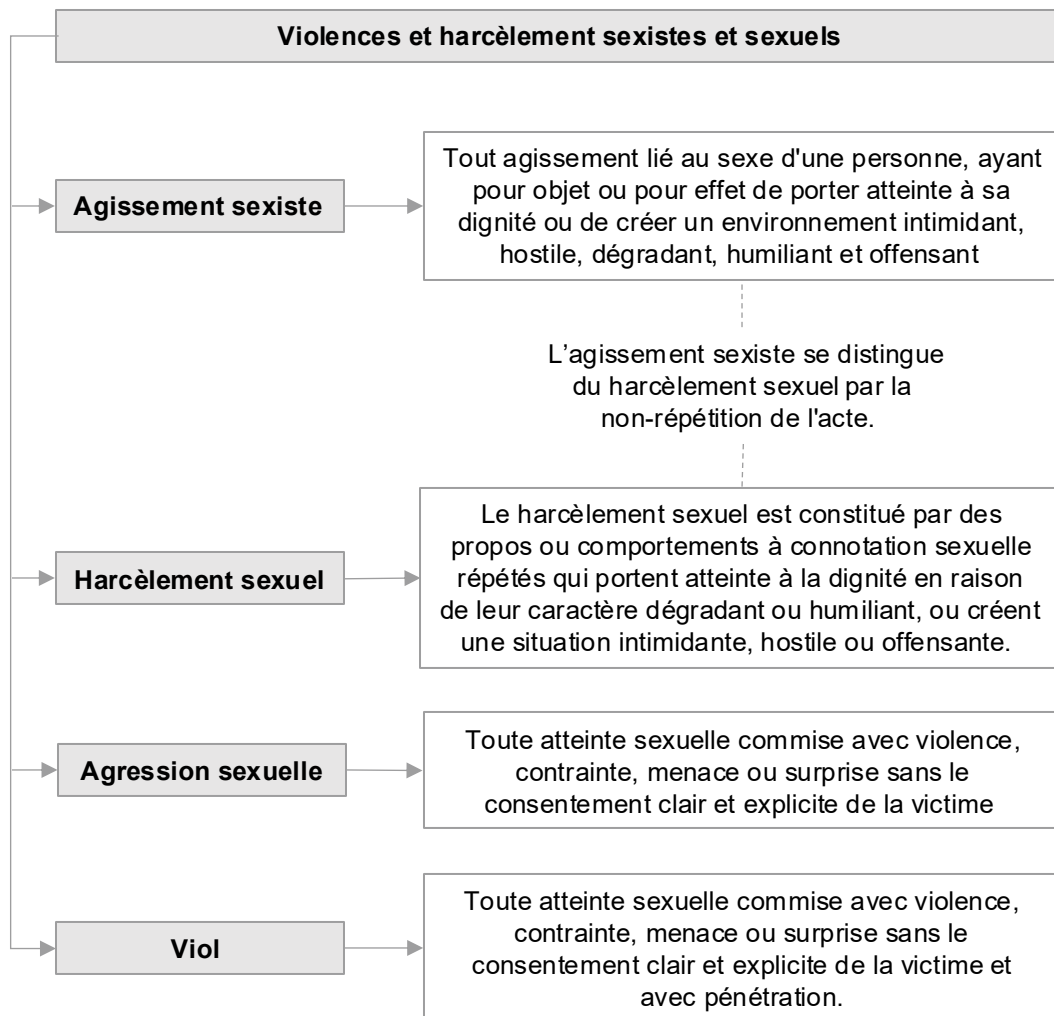 Violences et harcèlement sexistes et sexuels
Agissement sexiste
Tout agissement lié au sexe d'une personne, ayant
pour objet ou pour effet de porter atteinte à sa
dignité ou de créer un environnement intimidant,
hostile, dégradant, humiliant et offensant
L’agissement sexiste se distingue
du harcèlement sexuel par la
non-répétition de l'acte.
Harcèlement sexuel
Le harcèlement sexuel est constitué par des
propos ou comportements à connotation sexuelle
répétés qui portent atteinte à la dignité en raison
de leur caractère dégradant ou humiliant, ou créent
une situation intimidante, hostile ou offensante.
Agression sexuelle
Toute atteinte sexuelle commise avec violence,
contrainte, menace ou surprise sans le
consentement clair et explicite de la victime
Viol
Toute atteinte sexuelle commise avec violence,
contrainte, menace ou surprise sans le
consentement clair et explicite de la victime et
avec pénétration.